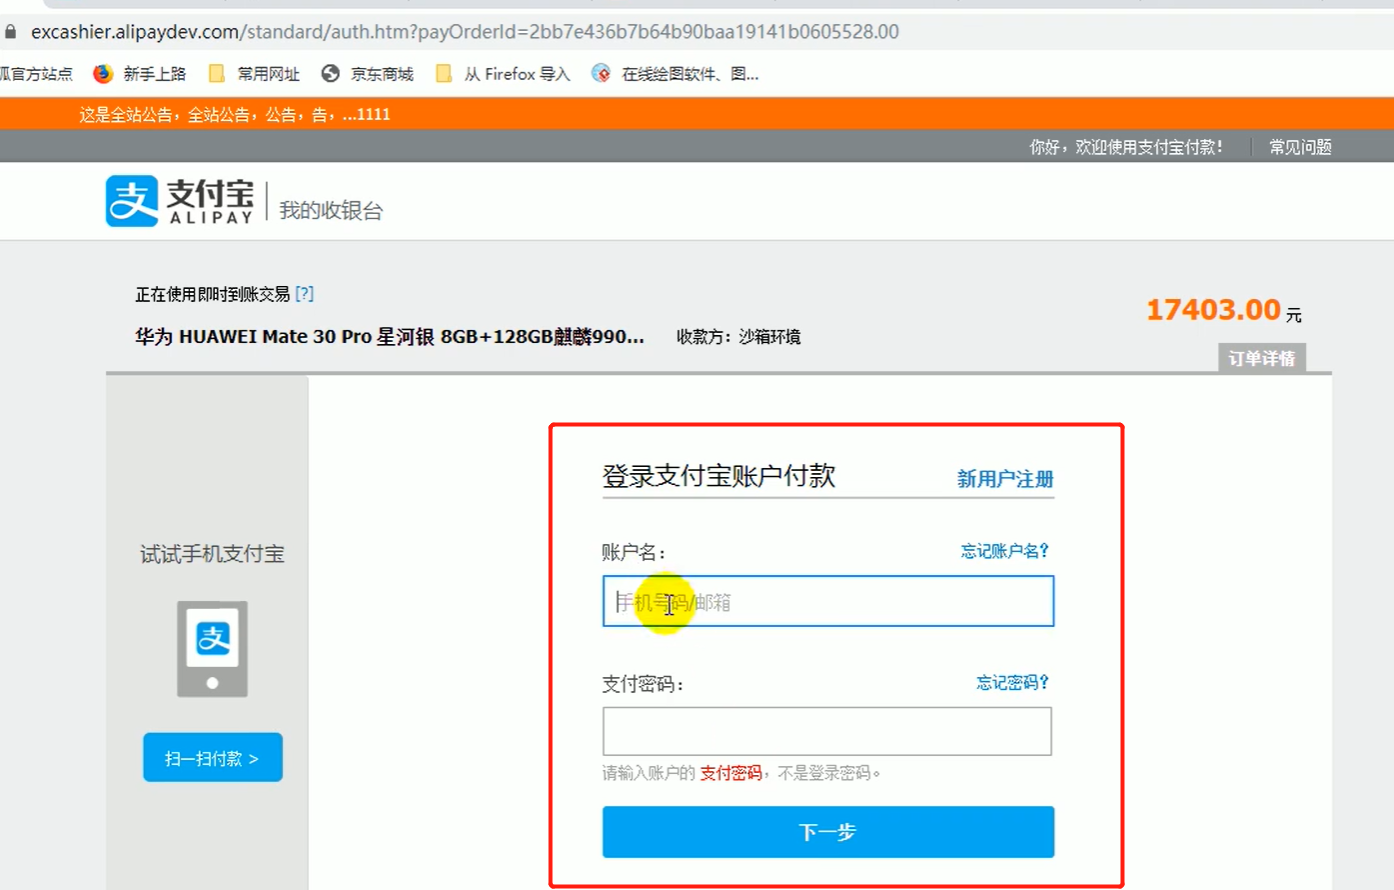 excashier.alipaydev.com/standard/auth.htm?payOrderId=2bb7e436b7b64b90baa19141b0605528.00
狐官方站点 新手上路 常用网址 京东商城 从 Firefox 导入 在线绘图软件、图...
这是全站公告，全站公告，公告，告，...1111
你好，欢迎使用支付宝付款！ 常见问题
支 支付宝 ALIPAY 我的收银台
正在使用即时到账交易 [?]
17403.00 元
华为 HUAWEI Mate 30 Pro 星河银 8GB+128GB麒麟990... 收款方：沙箱环境
订单详情
登录支付宝账户付款 新用户注册
试试手机支付宝
支
扫一扫付款 >
账户名： 忘记账户名?
手机号码/邮箱
支付密码： 忘记密码?
请输入账户的 支付密码，不是登录密码。
下一步